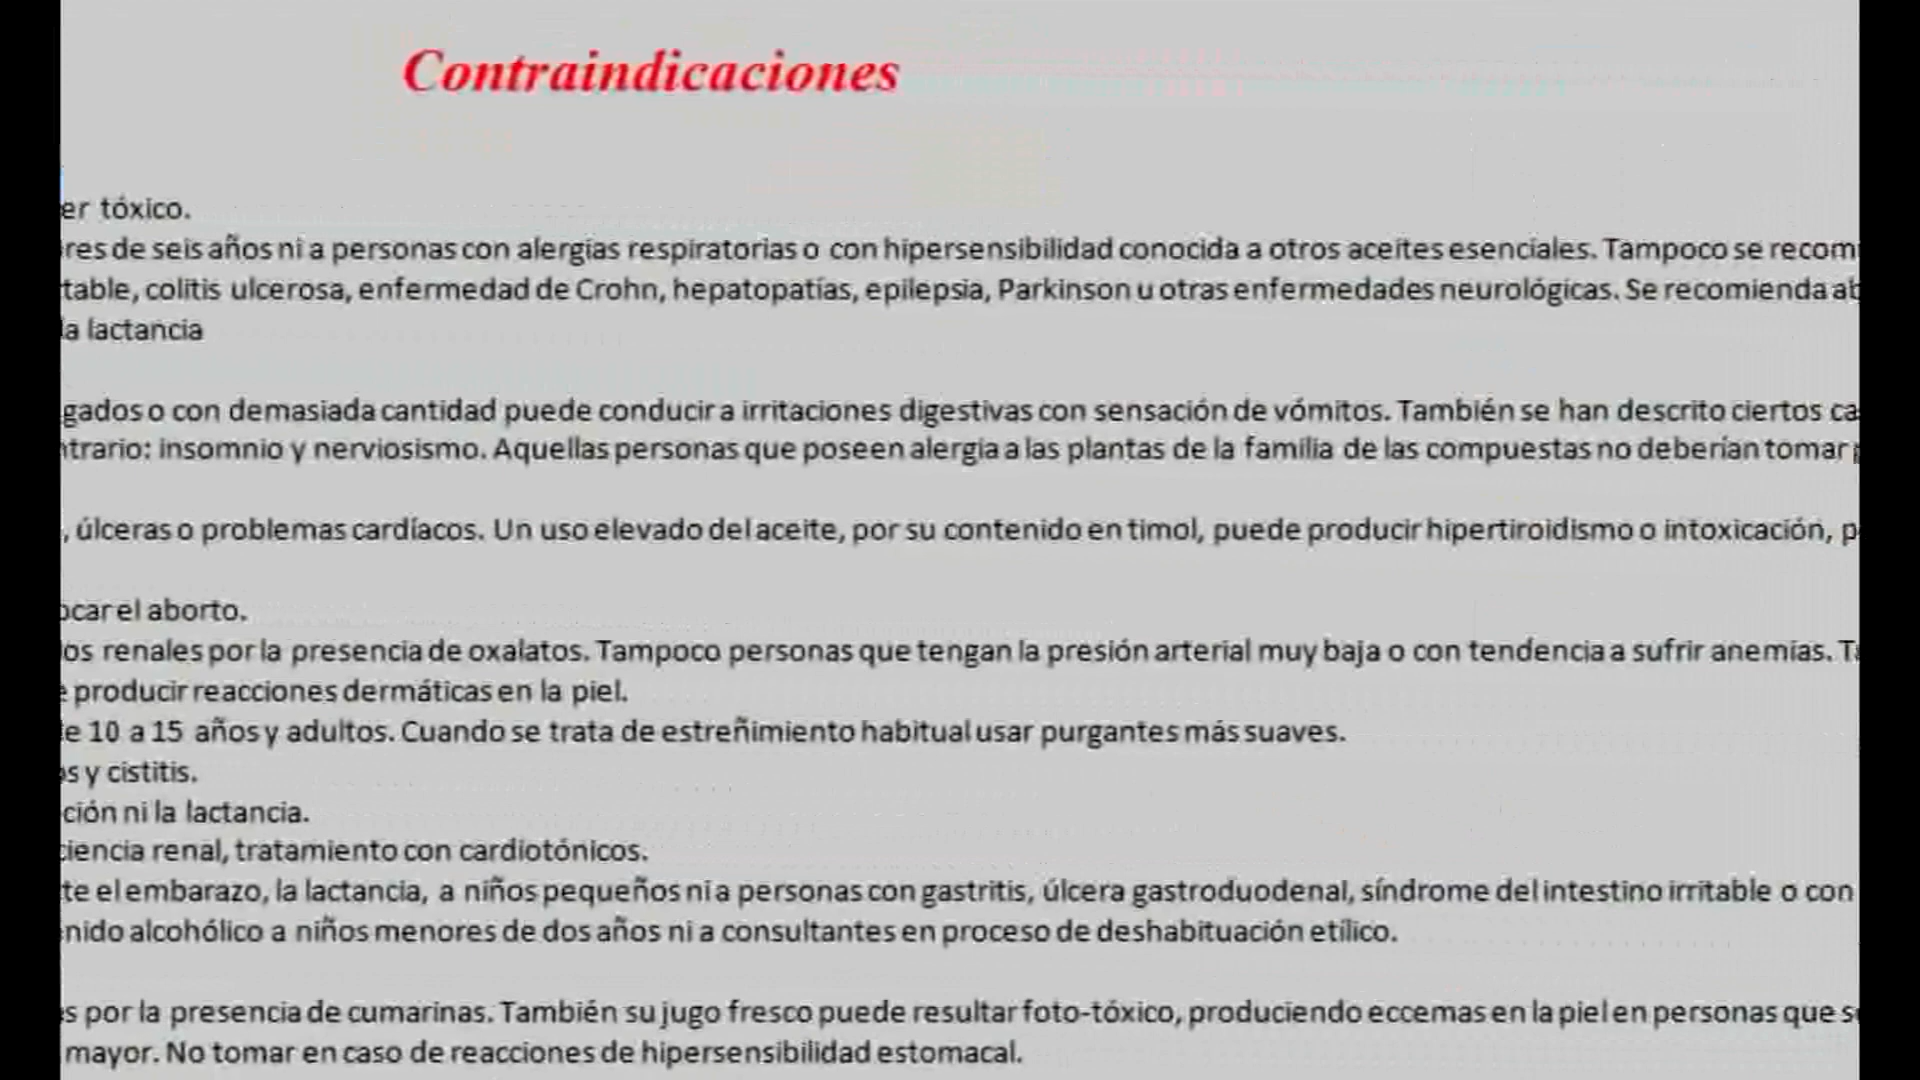 Contraindicaciones
er tóxico.
res de seis años ni a personas con alergias respiratorias o con hipersensibilidad conocida a otros aceites esenciales. Tampoco se recom
table, colitis ulcerosa, enfermedad de Crohn, hepatopatías, epilepsia, Parkinson u otras enfermedades neurológicas. Se recomienda ab
la lactancia
gados o con demasiada cantidad puede conducir a irritaciones digestivas con sensación de vómitos. También se han descrito ciertos ca
ntrario: insomnio y nerviosismo. Aquellas personas que poseen alergia a las plantas de la familia de las compuestas no deberían tomar
, úlceras o problemas cardíacos. Un uso elevado del aceite, por su contenido en timol, puede producir hipertiroidismo o intoxicación, p
ocar el aborto.
os renales por la presencia de oxalatos. Tampoco personas que tengan la presión arterial muy baja o con tendencia a sufrir anemias. T
e producir reacciones dermáticas en la piel.
de 10 a 15 años y adultos. Cuando se trata de estreñimiento habitual usar purgantes más suaves.
os y cistitis.
ción ni la lactancia.
ciencia renal, tratamiento con cardiotónicos.
te el embarazo, la lactancia, a niños pequeños ni a personas con gastritis, úlcera gastroduodenal, síndrome del intestino irritable o con
nido alcohólico a niños menores de dos años ni a consultantes en proceso de deshabituación etílico.
s por la presencia de cumarinas. También su jugo fresco puede resultar foto-tóxico, produciendo eccemas en la piel en personas que s
mayor. No tomar en caso de reacciones de hipersensibilidad estomacal.